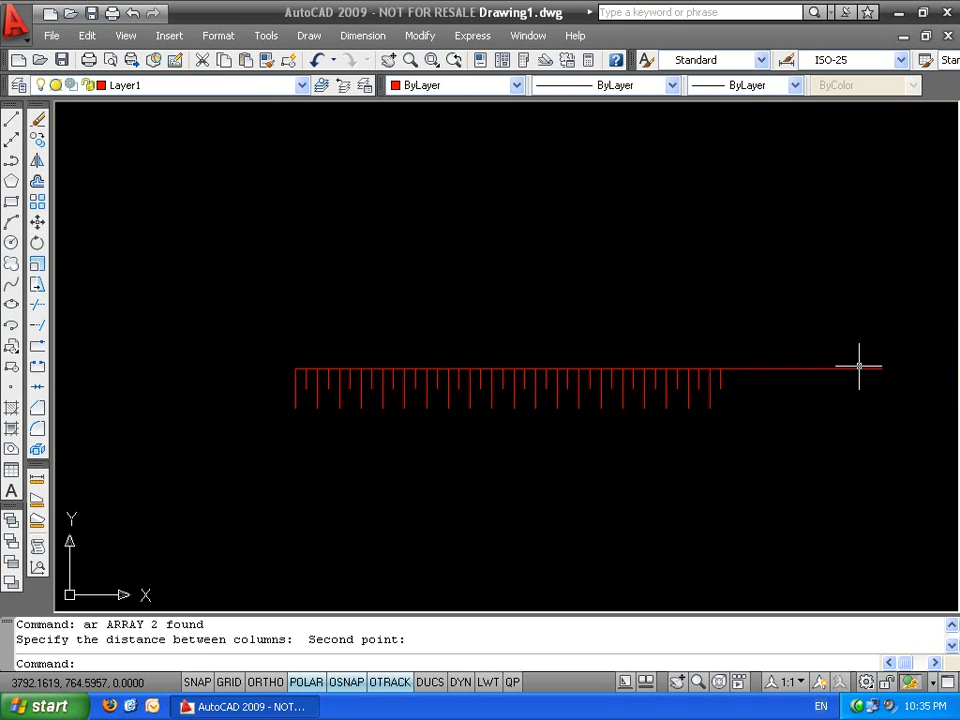 AutoCAD 2009 - NOT FOR RESALE Drawing1.dwg
Type a keyword or phrase
File Edit View Insert Format Tools Draw Dimension Modify Express Window Help
Standard ISO-25
Layer1 ByLayer ByLayer ByLayer ByColor
A
Y
X
Command: ar ARRAY 2 found
Specify the distance between columns: Second point:
Command:
3792.1619, 764.5957, 0.0000 SNAP GRID ORTHO POLAR OSNAP OTRACK DUCS DYN LWT QP 1:1
start AutoCAD 2009 - NOT... EN 10:35 PM